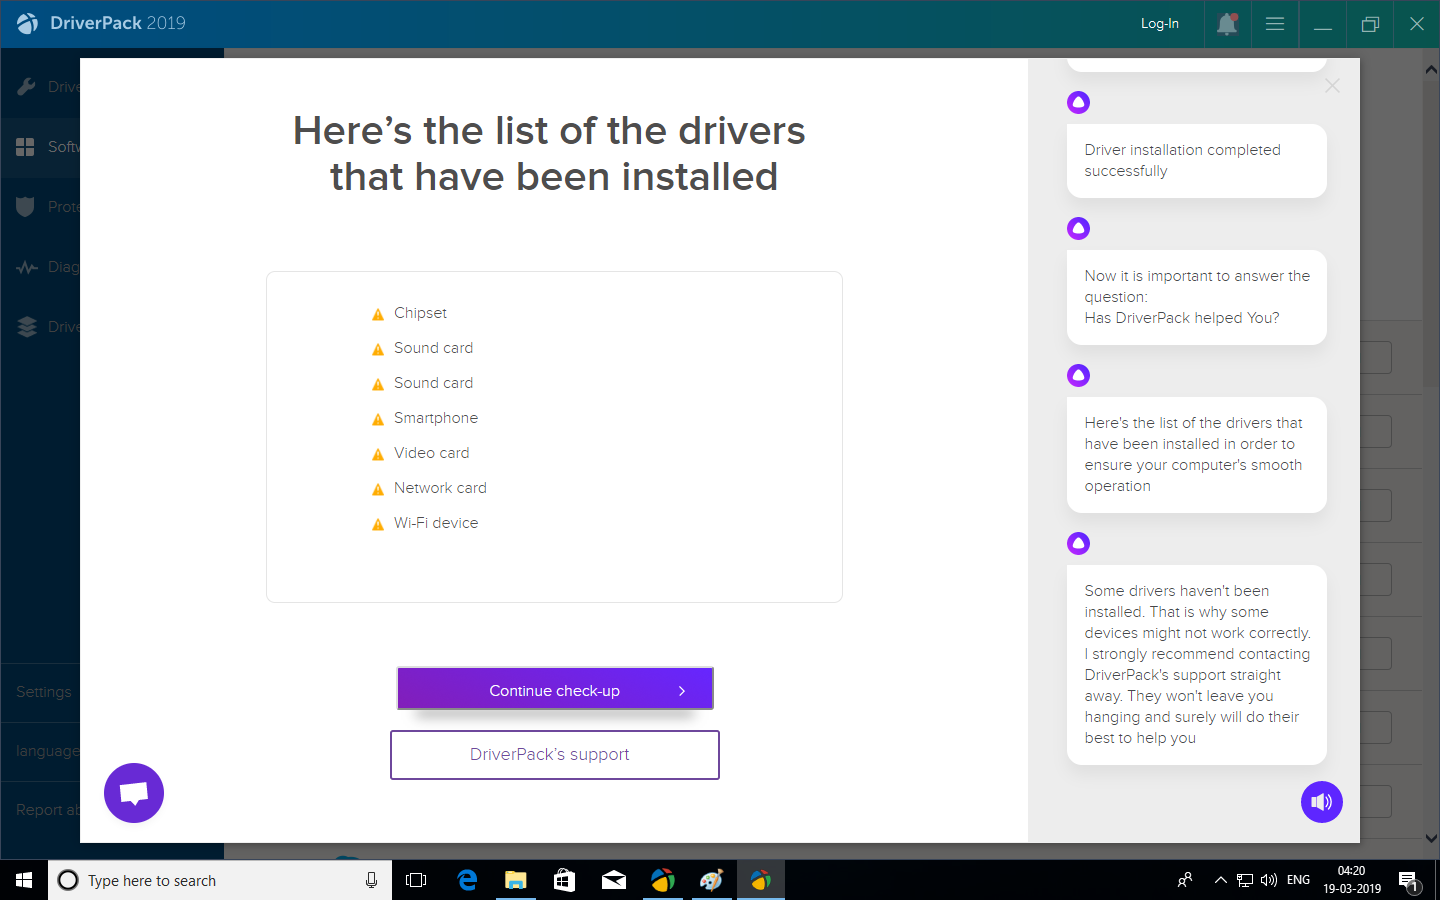 DriverPack 2019
Log-In
Drive
Softw
Prote
Diag
Drive
Settings
language
Report ab
Here’s the list of the drivers
that have been installed
Chipset
Sound card
Sound card
Smartphone
Video card
Network card
Wi-Fi device
Continue check-up
DriverPack’s support
Driver installation completed
successfully
Now it is important to answer the
question:
Has DriverPack helped You?
Here's the list of the drivers that
have been installed in order to
ensure your computer's smooth
operation
Some drivers haven't been
installed. That is why some
devices might not work correctly.
I strongly recommend contacting
DriverPack's support straight
away. They won't leave you
hanging and surely will do their
best to help you
Type here to search
ENG
04:20
19-03-2019
1